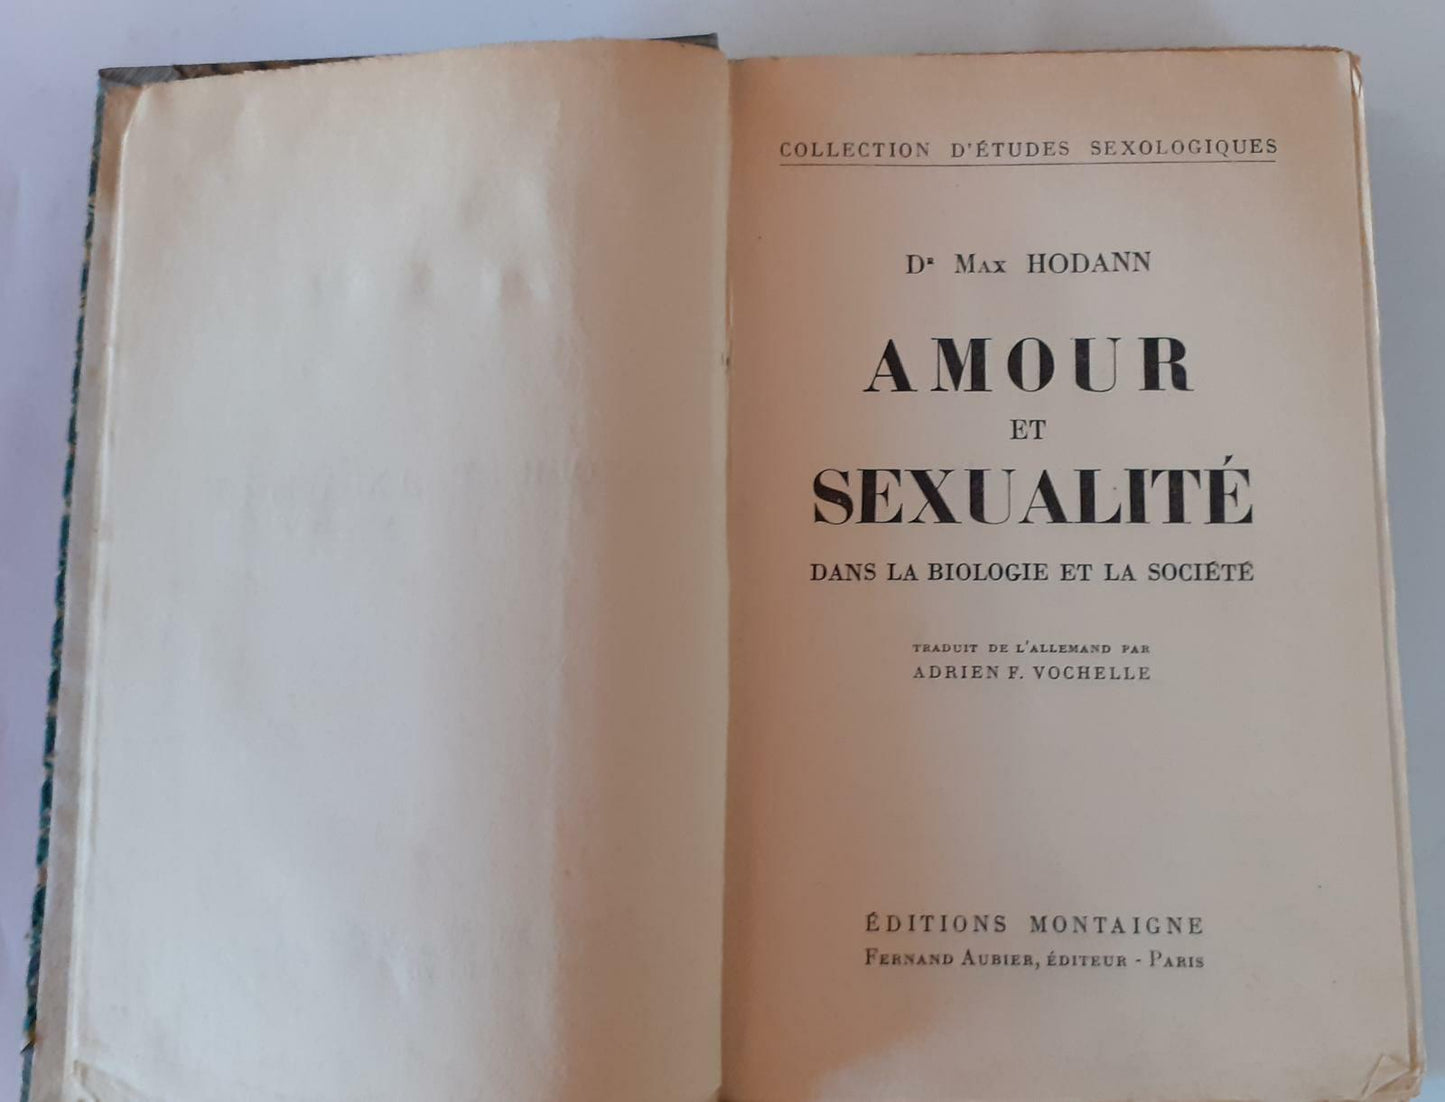 COLLECTION D'ÉTUDES SEXOLOGIQUES
Dr Max HODANN
AMOUR
ET
SEXUALITÉ
DANS LA BIOLOGIE ET LA SOCIÉTÉ
TRADUIT DE L'ALLEMAND PAR
ADRIEN F. VOCHELLE
ÉDITIONS MONTAIGNE
FERNAND AUBIER, ÉDITEUR - PARIS